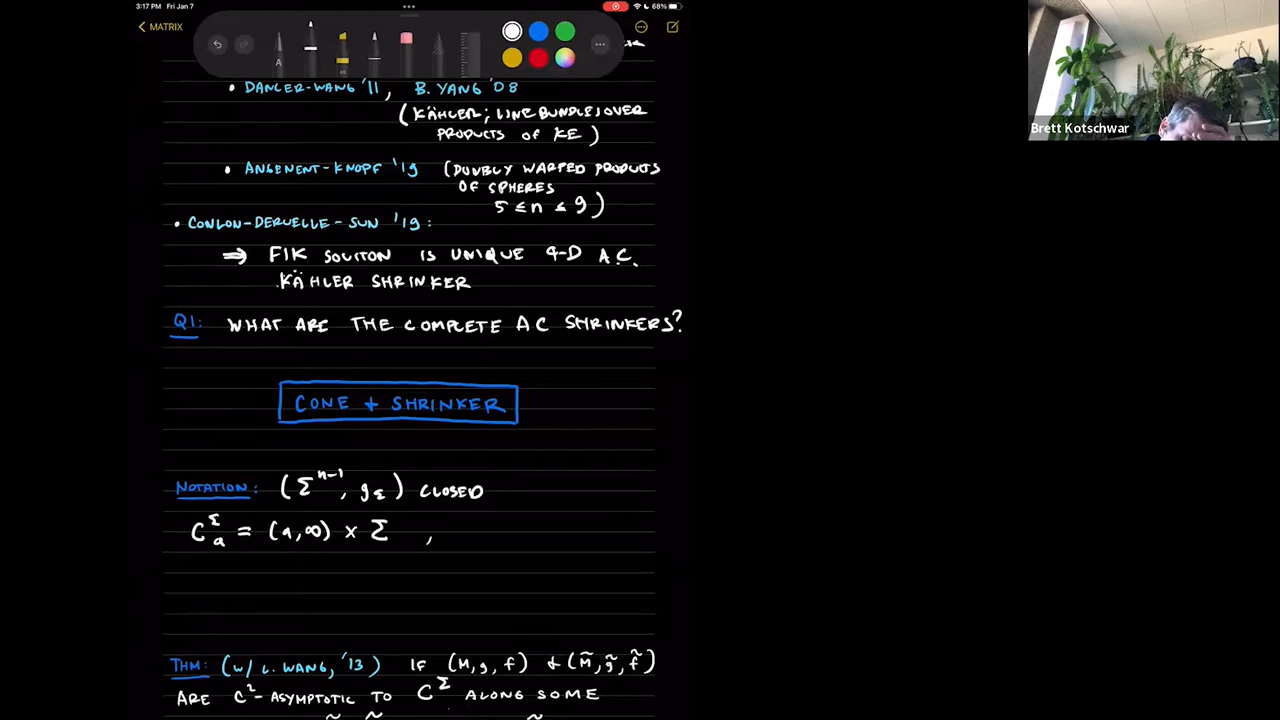 3:17 PM Fri Jan 7
68%
MATRIX
• DANCER-WANG '11, B. YANG '08
(KÄHLER; LINE BUNDLES OVER
PRODUCTS OF KE)
• ANGENENT-KNOPF '19 (DOUBLY WARPED PRODUCTS
OF SPHERES
5 ≤ n ≤ 9)
• CONLON-DERUELLE-SUN '19:
⇒ FIK SOLITON IS UNIQUE 4-D A.C.
KÄHLER SHRINKER
Q1: WHAT ARE THE COMPLETE AC SHRINKERS?
CONE + SHRINKER
NOTATION: (Σ^{n-1}, g_Σ) CLOSED
C_a^Σ = (a,∞) × Σ ,
THM: (W/ L. WANG, '13) IF (M,g,f) & (M̃,g̃,f̃)
ARE C²-ASYMPTOTIC TO C^Σ ALONG SOME
Brett Kotschwar